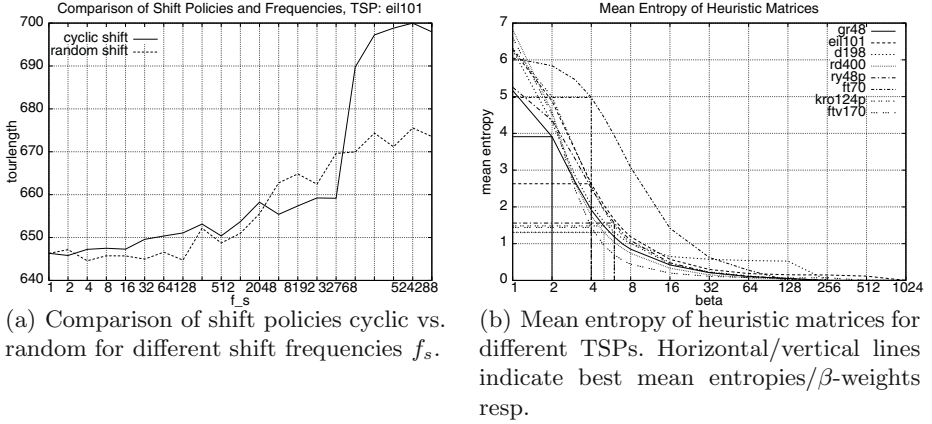 Comparison of Shift Policies and Frequencies, TSP: eil101
700
690
680
670
660
650
640
tourlength
cyclic shift
random shift
1 2 4 8 16 32 64 128 512 2048 8192 32768 524288
f_s
(a) Comparison of shift policies cyclic vs.
random for different shift frequencies f_s.
Mean Entropy of Heuristic Matrices
7
6
5
4
3
2
1
0
mean entropy
gr48
eil101
d198
rd400
ry48p
ft70
kro124p
ftv170
1 2 4 8 16 32 64 128 256 512 1024
beta
(b) Mean entropy of heuristic matrices for
different TSPs. Horizontal/vertical lines
indicate best mean entropies/β-weights
resp.